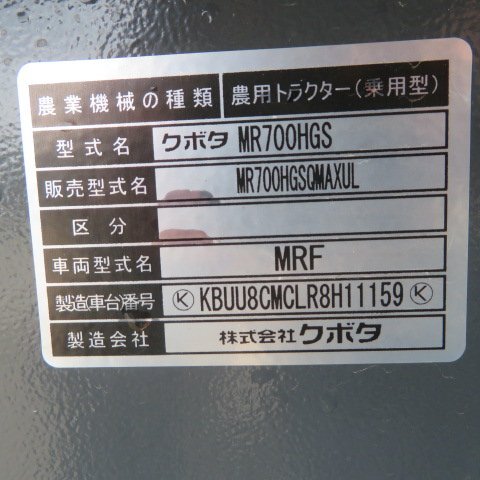 農業機械の種類 農用トラクター(乗用型)
型式名 クボタ MR700HGS
販売型式名 MR700HGSQMAXUL
区分
車両型式名 MRF
製造車台番号 Ⓚ KBUU8CMCLR8H11159 Ⓚ
製造会社 株式会社クボタ